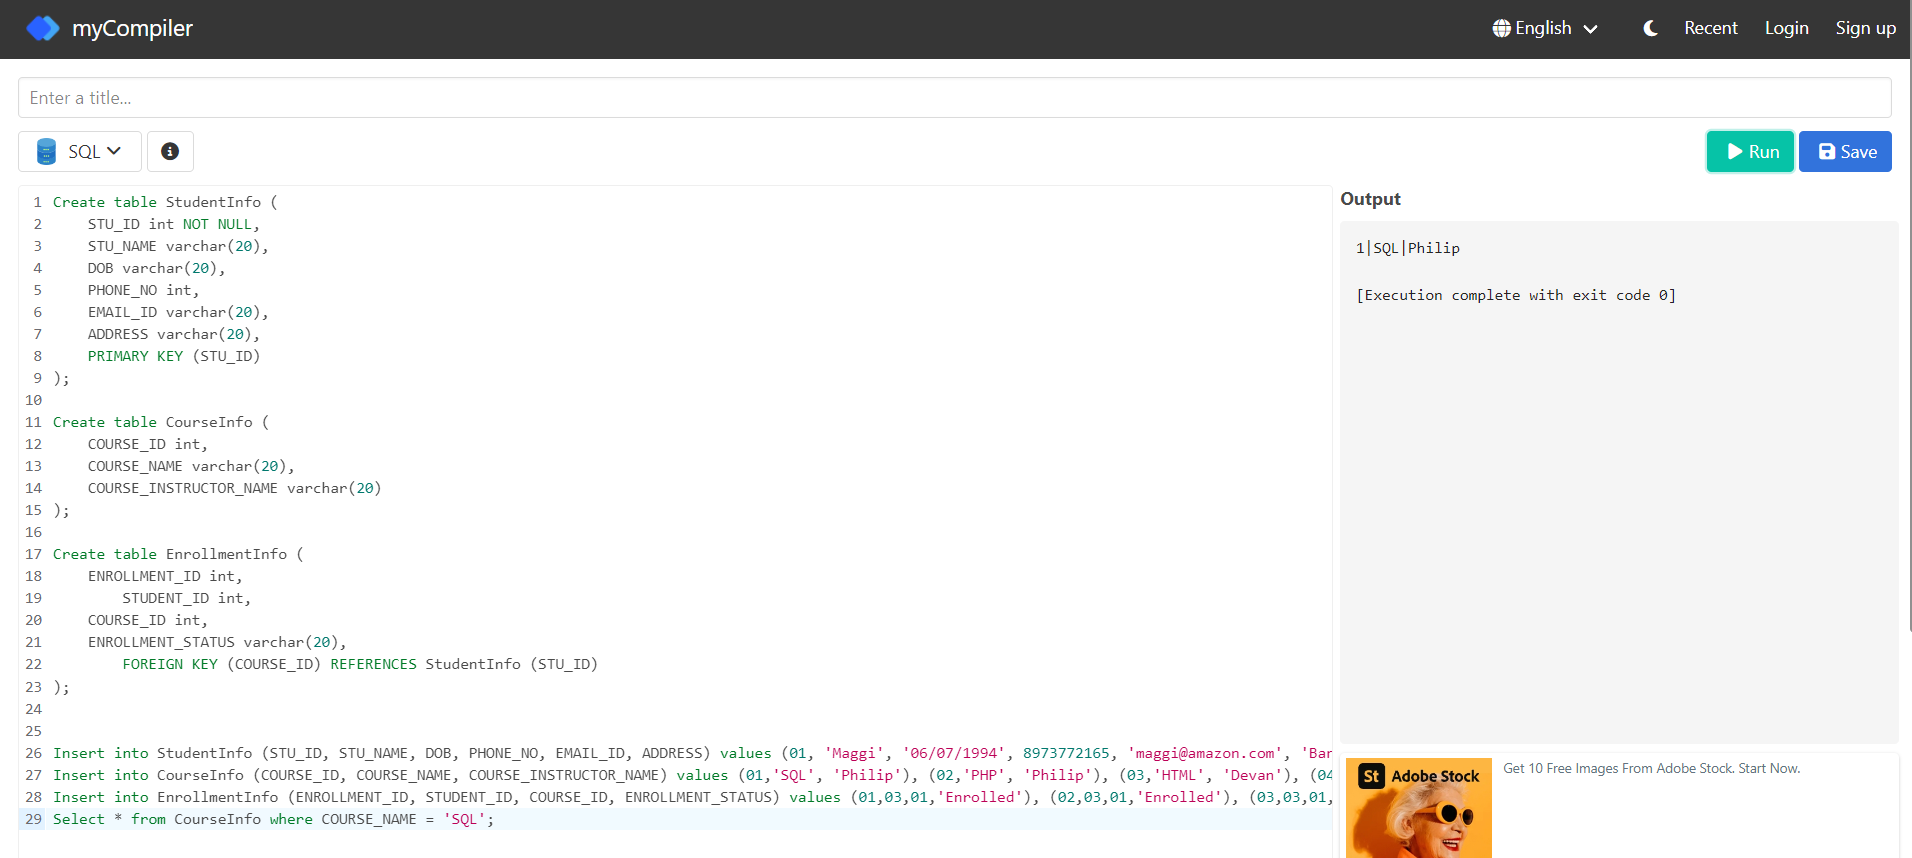 myCompiler
English
Recent
Login
Sign up
Enter a title...
SQL
Run
Save
1 Create table StudentInfo (
2     STU_ID int NOT NULL,
3     STU_NAME varchar(20),
4     DOB varchar(20),
5     PHONE_NO int,
6     EMAIL_ID varchar(20),
7     ADDRESS varchar(20),
8     PRIMARY KEY (STU_ID)
9 );
10
11 Create table CourseInfo (
12     COURSE_ID int,
13     COURSE_NAME varchar(20),
14     COURSE_INSTRUCTOR_NAME varchar(20)
15 );
16
17 Create table EnrollmentInfo (
18     ENROLLMENT_ID int,
19         STUDENT_ID int,
20     COURSE_ID int,
21     ENROLLMENT_STATUS varchar(20),
22         FOREIGN KEY (COURSE_ID) REFERENCES StudentInfo (STU_ID)
23 );
24
25
26 Insert into StudentInfo (STU_ID, STU_NAME, DOB, PHONE_NO, EMAIL_ID, ADDRESS) values (01, 'Maggi', '06/07/1994', 8973772165, 'maggi@amazon.com', 'Ban
27 Insert into CourseInfo (COURSE_ID, COURSE_NAME, COURSE_INSTRUCTOR_NAME) values (01,'SQL', 'Philip'), (02,'PHP', 'Philip'), (03,'HTML', 'Devan'), (04
28 Insert into EnrollmentInfo (ENROLLMENT_ID, STUDENT_ID, COURSE_ID, ENROLLMENT_STATUS) values (01,03,01,'Enrolled'), (02,03,01,'Enrolled'), (03,03,01,
29 Select * from CourseInfo where COURSE_NAME = 'SQL';
Output
1|SQL|Philip
[Execution complete with exit code 0]
St Adobe Stock
Get 10 Free Images From Adobe Stock. Start Now.